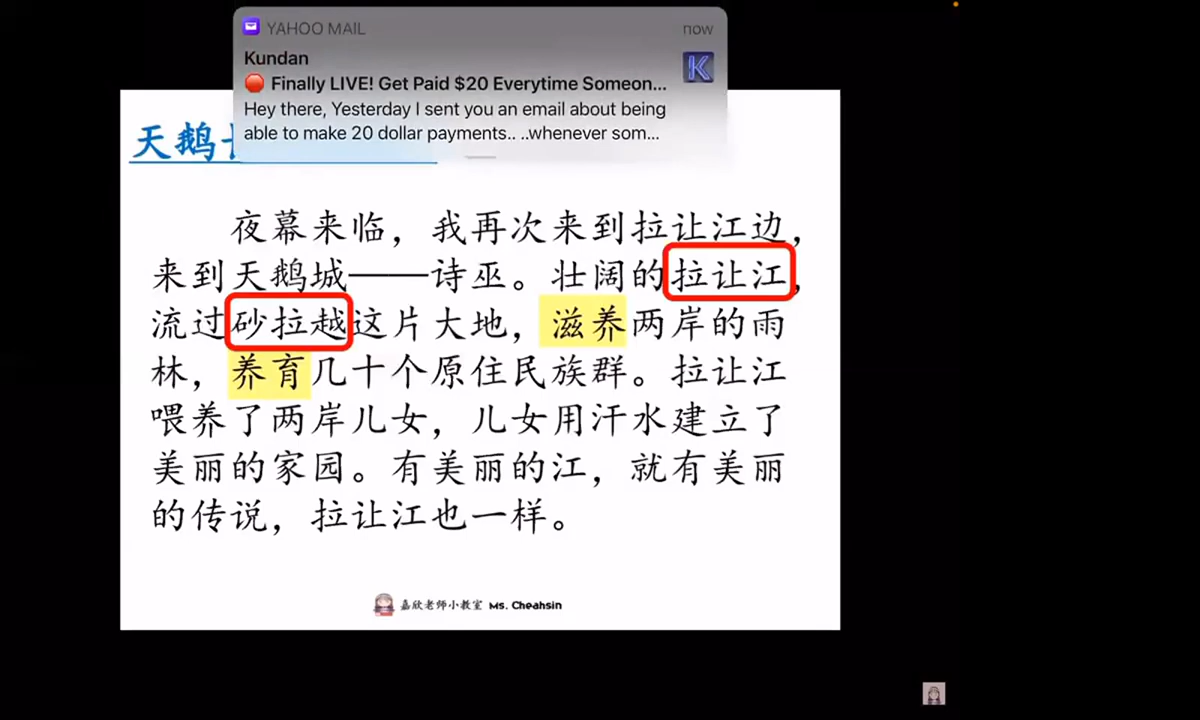 YAHOO MAIL
now
Kundan
🛑 Finally LIVE! Get Paid $20 Everytime Someon...
Hey there, Yesterday I sent you an email about being
able to make 20 dollar payments.. ..whenever som...
天鹅
夜幕来临，我再次来到拉让江边，
来到天鹅城——诗巫。壮阔的拉让江，
流过砂拉越这片大地，滋养两岸的雨
林，养育几十个原住民族群。拉让江
喂养了两岸儿女，儿女用汗水建立了
美丽的家园。有美丽的江，就有美丽
的传说，拉让江也一样。
嘉欣老师小教室 Ms. Cheahsin